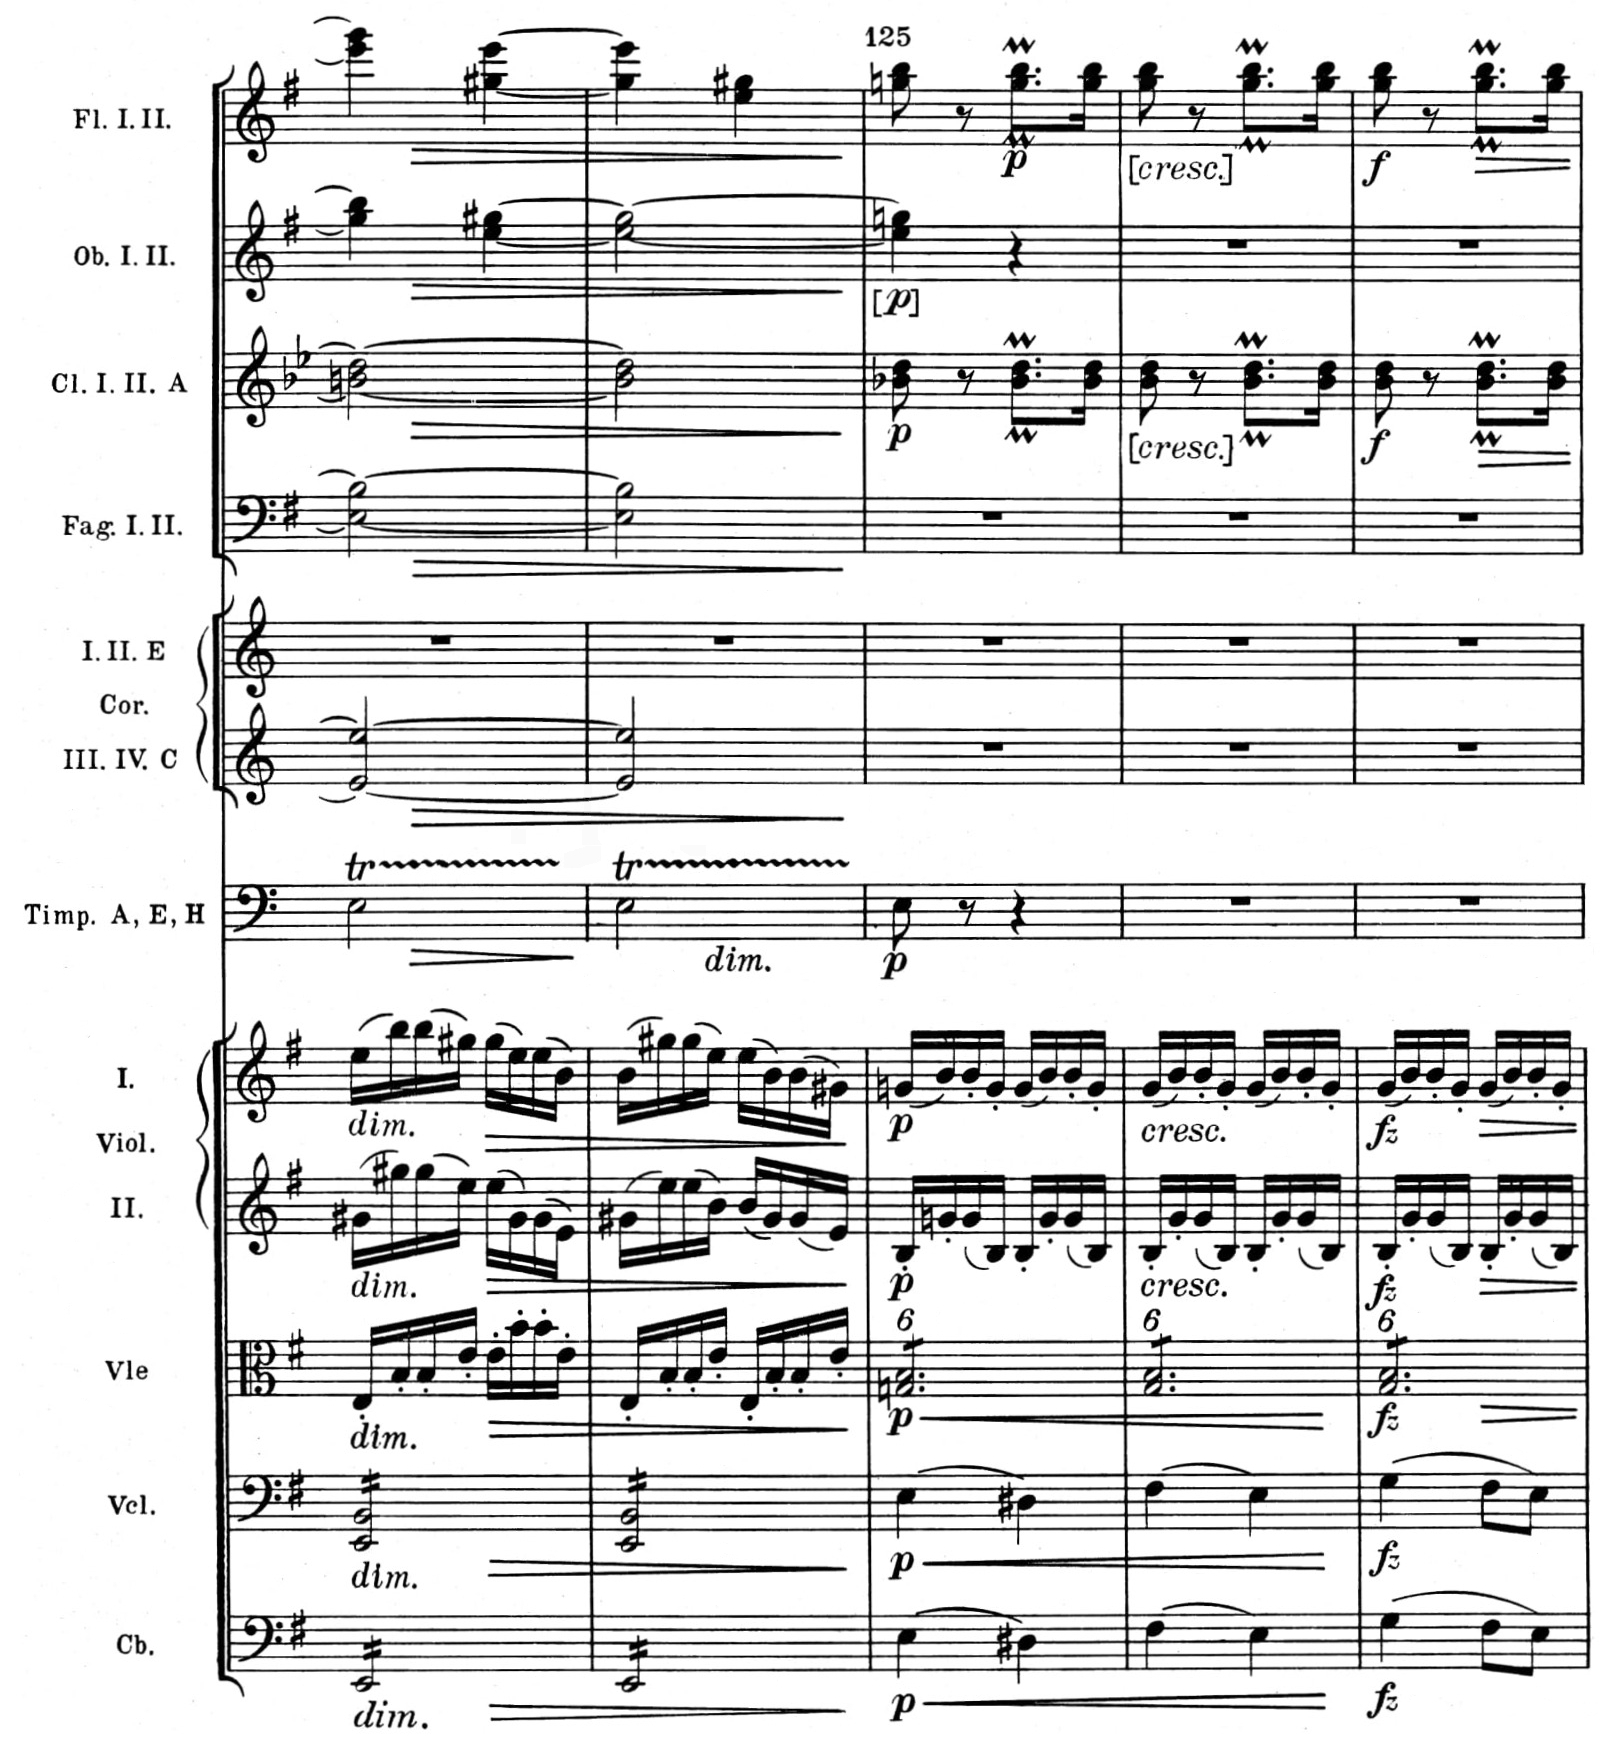 125
Fl. I. II.
p [cresc.] f
Ob. I. II.
[p]
Cl. I. II. A
p [cresc.] f
Fag. I. II.
I. II. E
Cor.
III. IV. C
tr tr
Timp. A, E, H
dim. p
I.
dim. p cresc. fz
Viol.
II.
dim. p cresc. fz
6 6 6
Vle
dim. p fz
Vcl.
dim. p fz
Cb.
dim. p fz